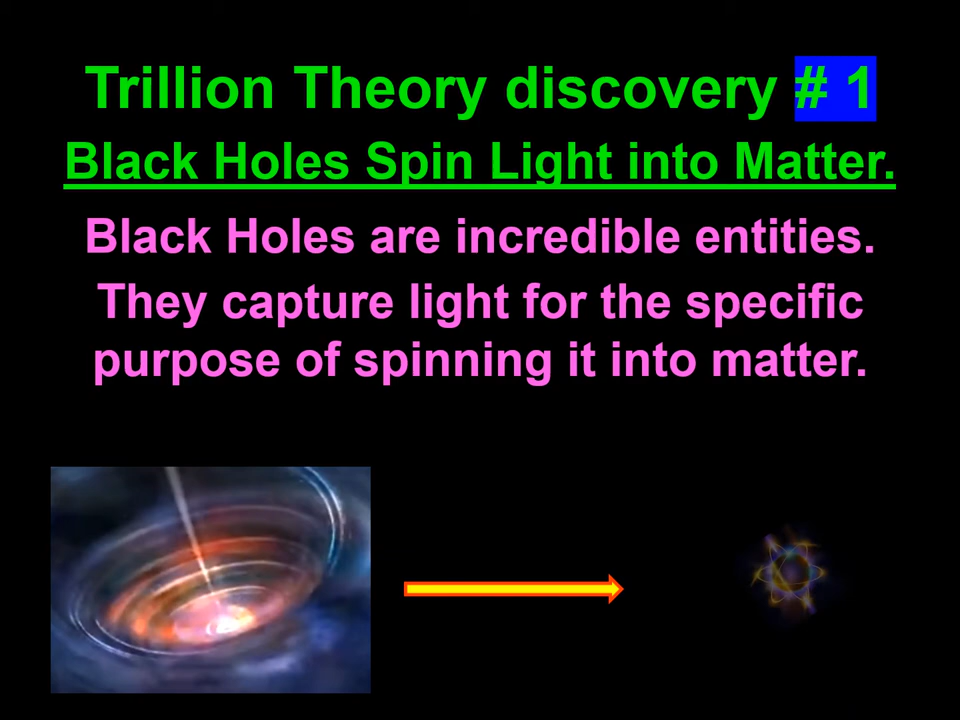 Trillion Theory discovery # 1
Black Holes Spin Light into Matter.
Black Holes are incredible entities.
They capture light for the specific
purpose of spinning it into matter.